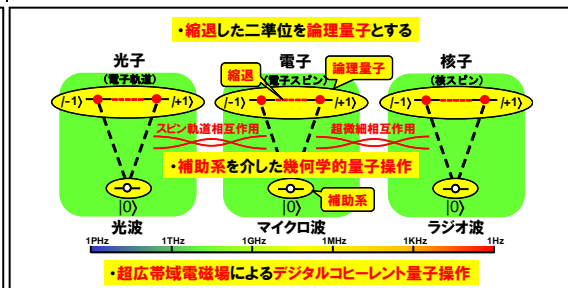 ・縮退した二準位を論理量子とする
光子
(電子軌道)
電子
(電子スピン)
核子
(核スピン)
縮退
論理量子
/-1⟩
/+1⟩
/-1⟩
/+1⟩
/-1⟩
/+1⟩
スピン軌道相互作用
超微細相互作用
・補助系を介した幾何学的量子操作
補助系
|0⟩
|0⟩
|0⟩
光波
マイクロ波
ラジオ波
1PHz 1THz 1GHz 1MHz 1KHz 1Hz
・超広帯域電磁場によるデジタルコヒーレント量子操作